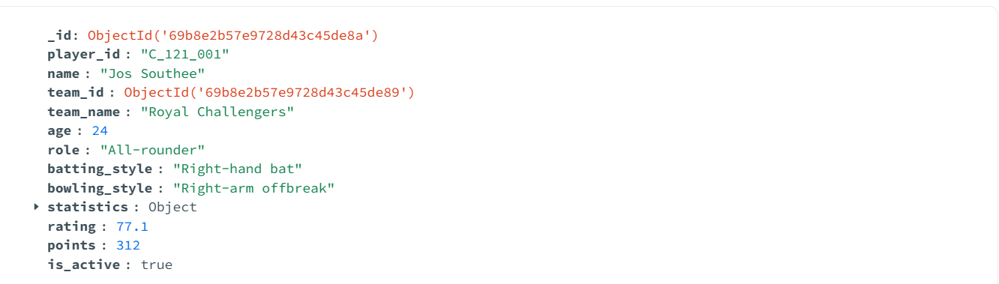 _id: ObjectId('69b8e2b57e9728d43c45de8a')
player_id : "C_121_001"
name : "Jos Southee"
team_id : ObjectId('69b8e2b57e9728d43c45de89')
team_name : "Royal Challengers"
age : 24
role : "All-rounder"
batting_style : "Right-hand bat"
bowling_style : "Right-arm offbreak"
statistics : Object
rating : 77.1
points : 312
is_active : true